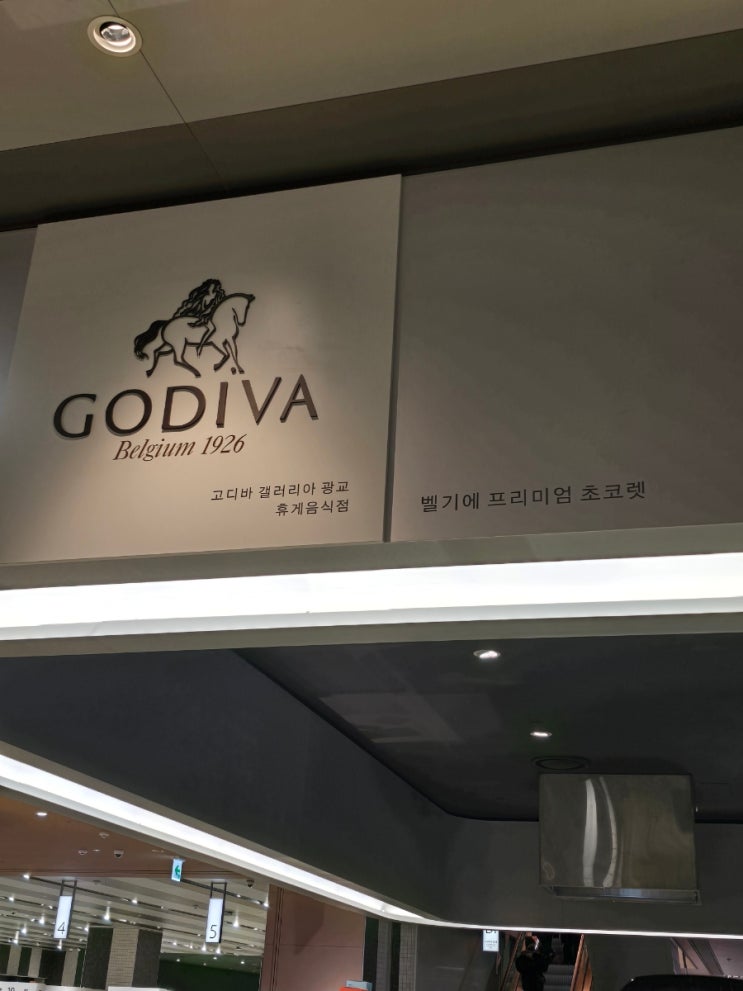 GODIVA
Belgium 1926
고디바 갤러리아 광교
휴게음식점
벨기에 프리미엄 초코렛
4
5